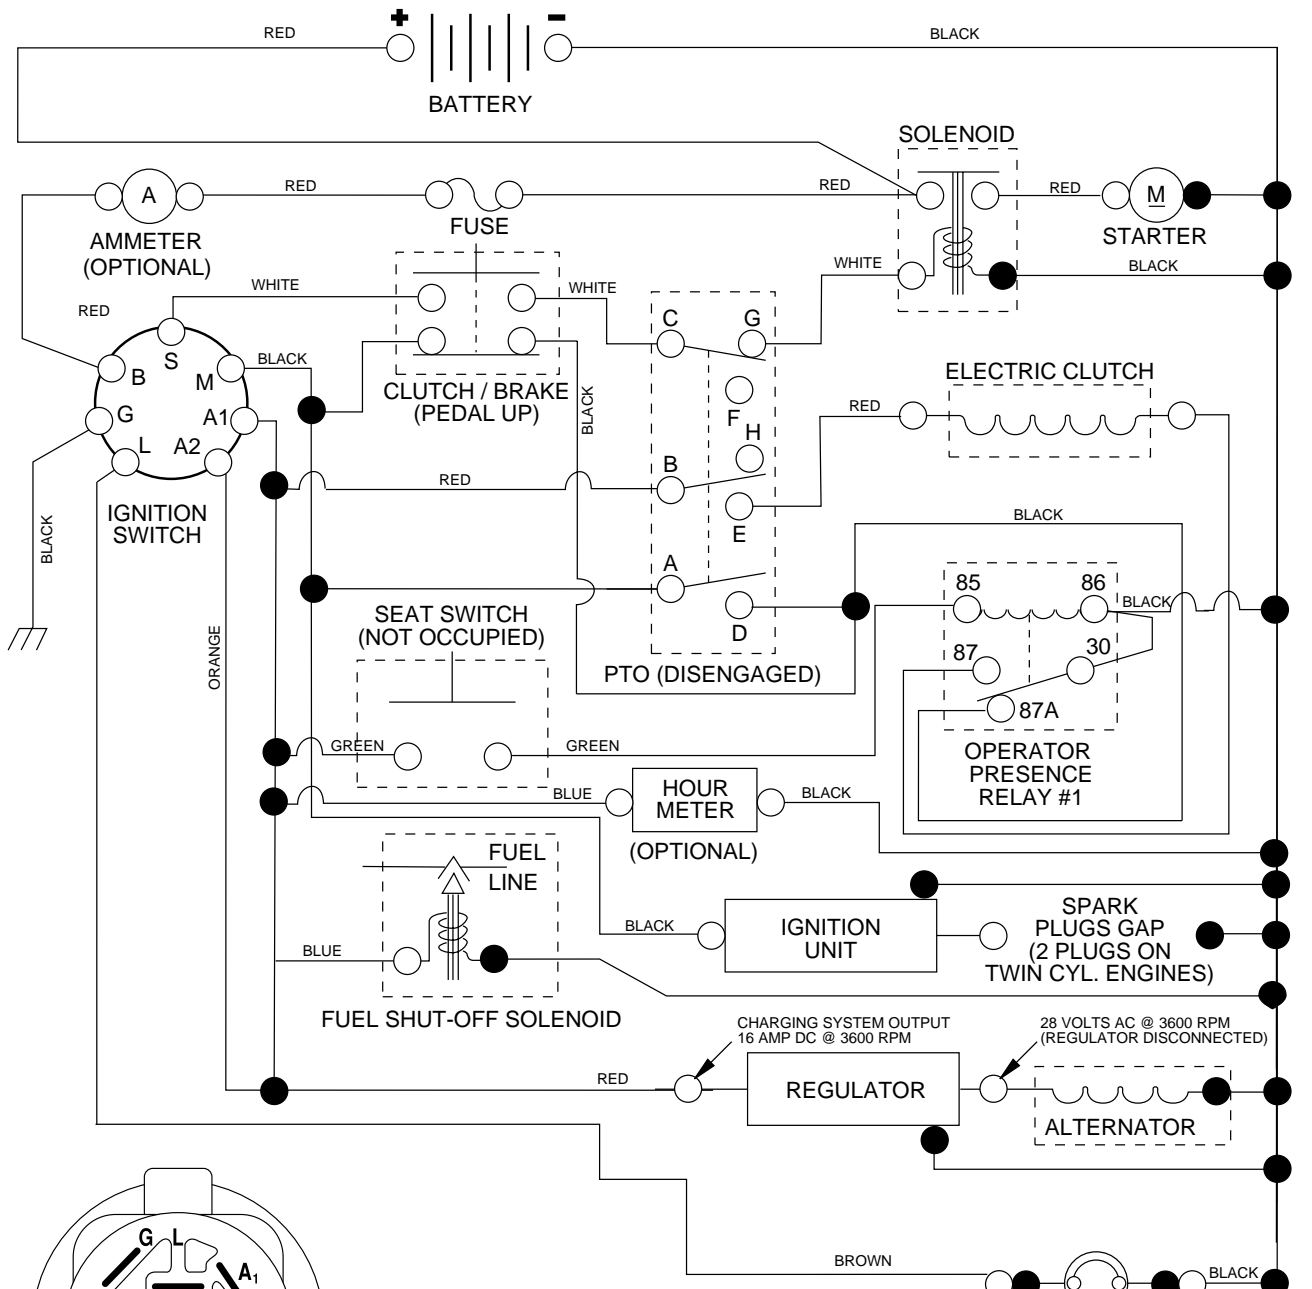 + -
RED
BLACK
BATTERY
SOLENOID
A
RED
RED
RED
M
FUSE
STARTER
AMMETER
(OPTIONAL)
WHITE
BLACK
WHITE
WHITE
RED
C
G
S
BLACK
B
M
CLUTCH / BRAKE
(PEDAL UP)
ELECTRIC CLUTCH
BLACK
F
RED
G
A1
L
A2
H
B
RED
IGNITION
SWITCH
E
BLACK
BLACK
A
85
86
BLACK
SEAT SWITCH
(NOT OCCUPIED)
D
ORANGE
87
30
PTO (DISENGAGED)
87A
GREEN
GREEN
OPERATOR
PRESENCE
RELAY #1
BLUE
HOUR
METER
BLACK
(OPTIONAL)
FUEL
LINE
BLACK
IGNITION
UNIT
SPARK
PLUGS GAP
(2 PLUGS ON
TWIN CYL. ENGINES)
BLUE
FUEL SHUT-OFF SOLENOID
CHARGING SYSTEM OUTPUT
16 AMP DC @ 3600 RPM
28 VOLTS AC @ 3600 RPM
(REGULATOR DISCONNECTED)
RED
REGULATOR
ALTERNATOR
G L
A1
BROWN
BLACK